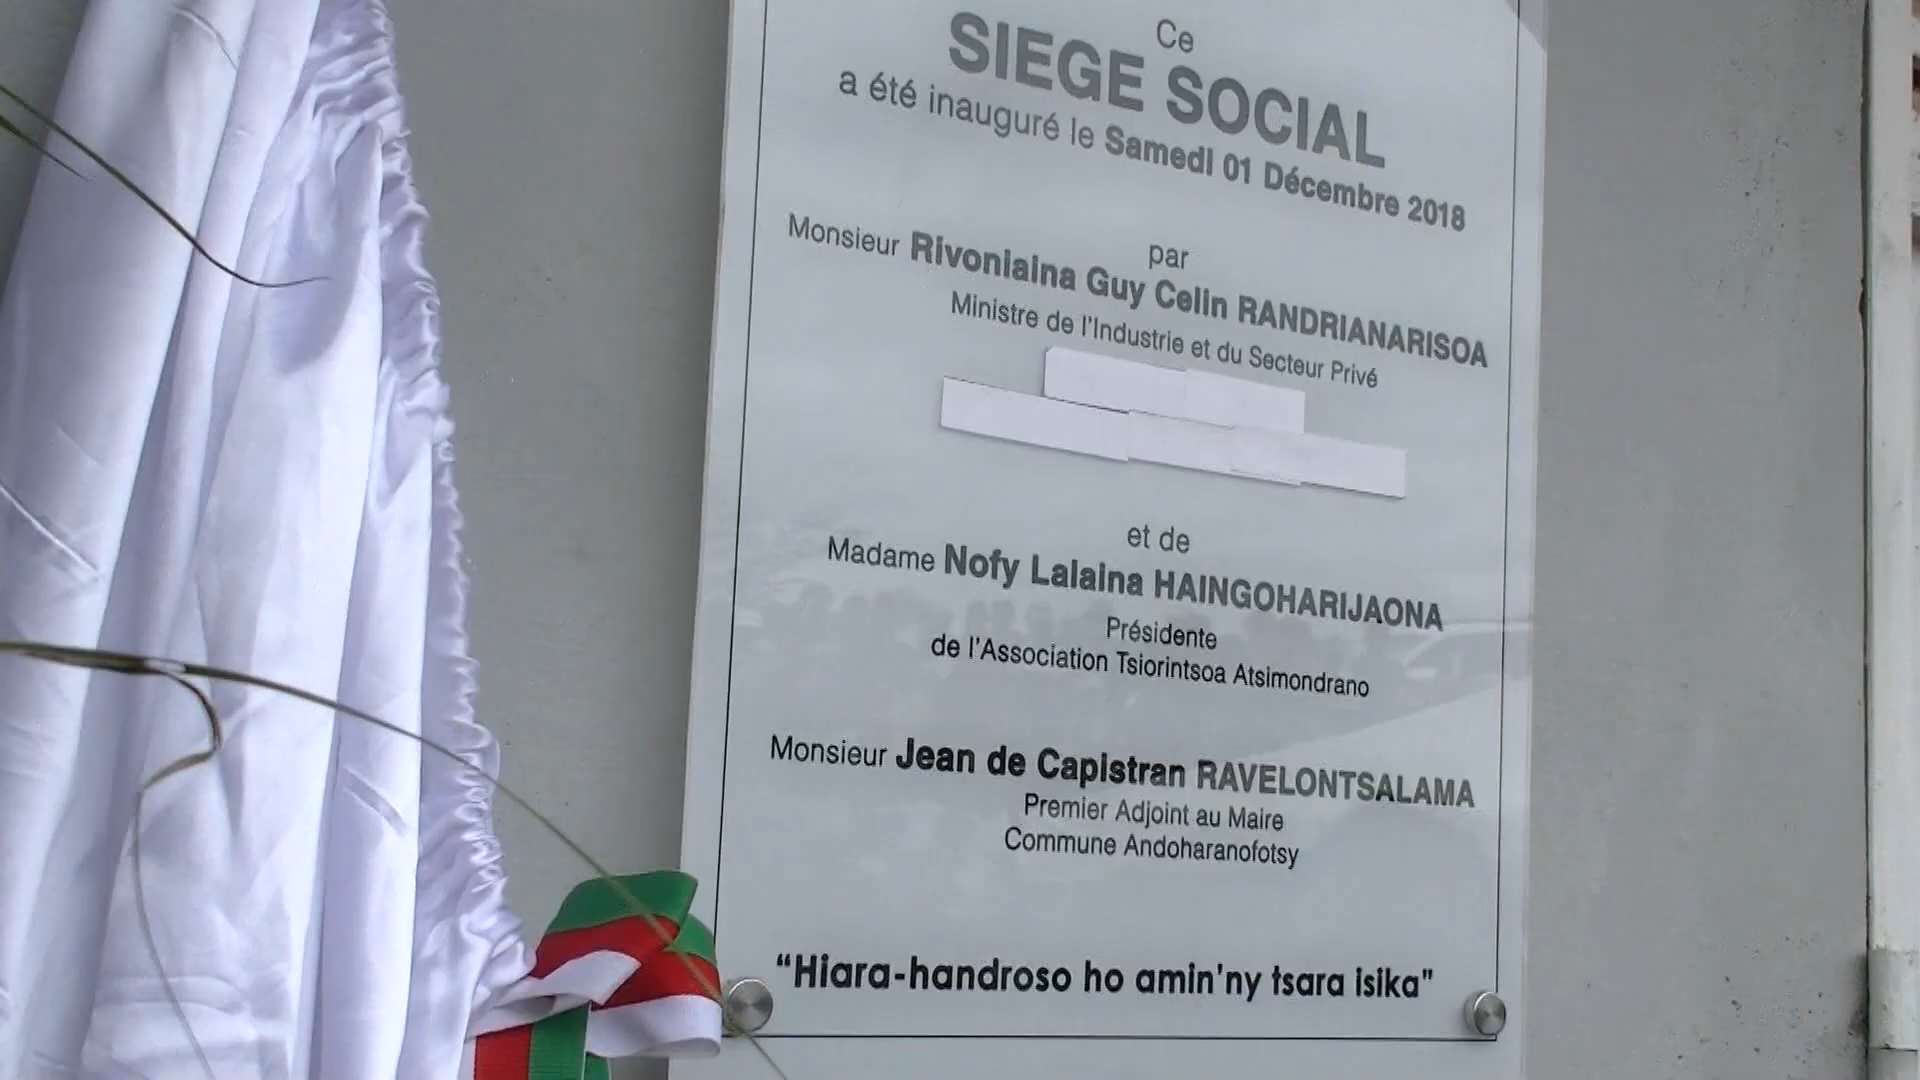 Ce
SIEGE SOCIAL
a été inauguré le Samedi 01 Décembre 2018
par
Monsieur Rivoniaina Guy Celin RANDRIANARISOA
Ministre de l'Industrie et du Secteur Privé
et de
Madame Nofy Lalaina HAINGOHARIJAONA
Présidente
de l'Association Tsiorintsoa Atsimondrano
Monsieur Jean de Capistran RAVELONTSALAMA
Premier Adjoint au Maire
Commune Andoharanofotsy
“Hiara-handroso ho amin'ny tsara isika"